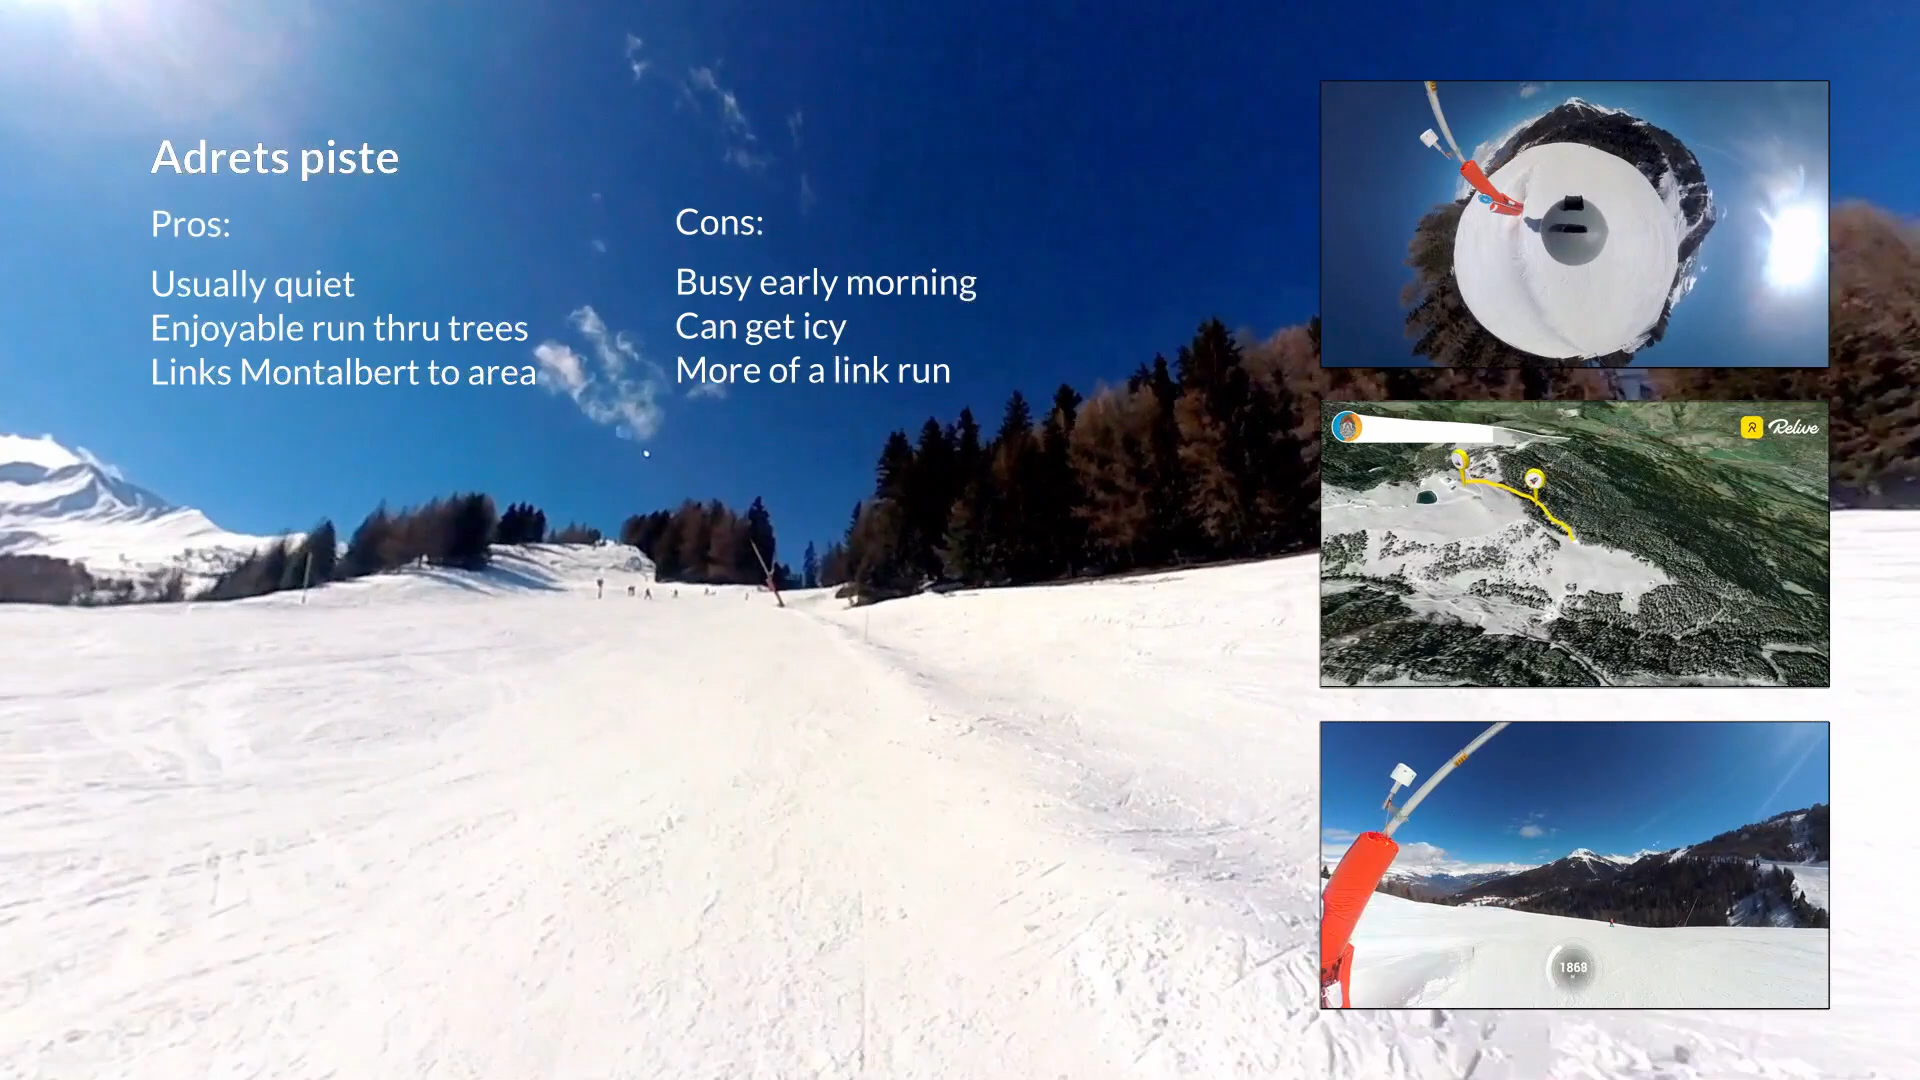 Adrets piste
Pros:
Usually quiet
Enjoyable run thru trees
Links Montalbert to area
Cons:
Busy early morning
Can get icy
More of a link run
Relive
1868